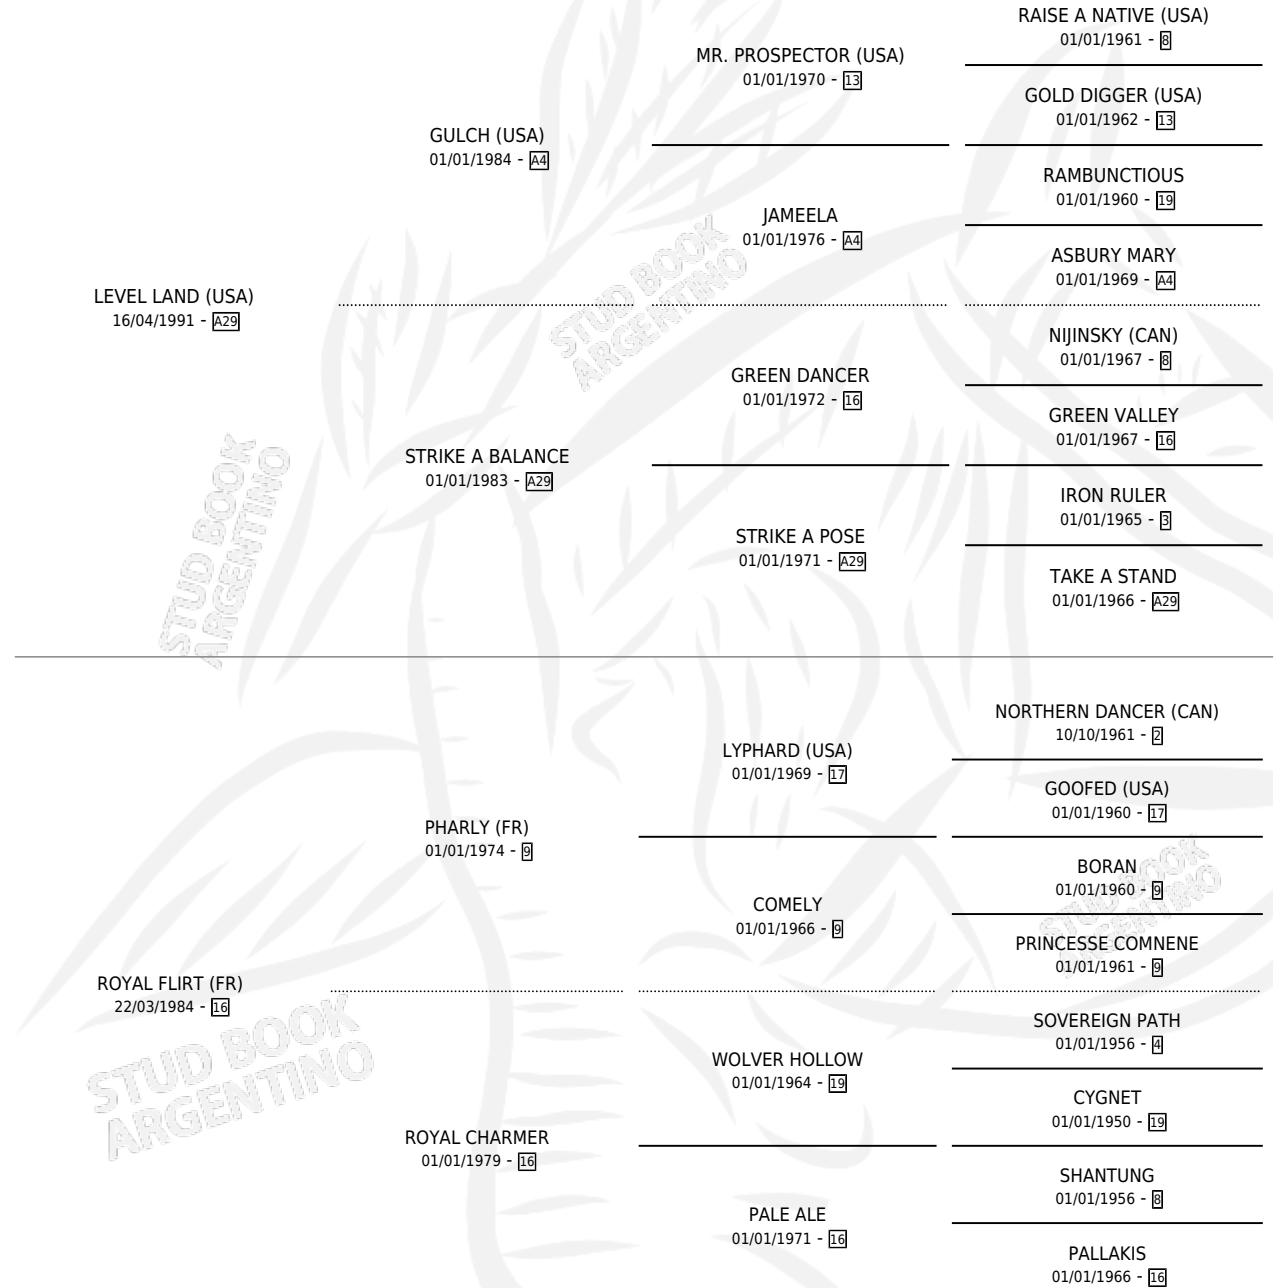 RAISE A NATIVE (USA)
01/01/1961 - 8
MR. PROSPECTOR (USA)
01/01/1970 - 13
GOLD DIGGER (USA)
01/01/1962 - 13
GULCH (USA)
01/01/1984 - A4
RAMBUNCTIOUS
01/01/1960 - 19
JAMEELA
01/01/1976 - A4
ASBURY MARY
01/01/1969 - A4
LEVEL LAND (USA)
16/04/1991 - A29
NIJINSKY (CAN)
01/01/1967 - 8
GREEN DANCER
01/01/1972 - 16
GREEN VALLEY
01/01/1967 - 16
STRIKE A BALANCE
01/01/1983 - A29
IRON RULER
01/01/1965 - 3
STRIKE A POSE
01/01/1971 - A29
TAKE A STAND
01/01/1966 - A29
NORTHERN DANCER (CAN)
10/10/1961 - 2
LYPHARD (USA)
01/01/1969 - 17
GOOFED (USA)
01/01/1960 - 17
PHARLY (FR)
01/01/1974 - 9
BORAN
01/01/1960 - 9
COMELY
01/01/1966 - 9
PRINCESSE COMNENE
01/01/1961 - 9
ROYAL FLIRT (FR)
22/03/1984 - 16
SOVEREIGN PATH
01/01/1956 - 4
WOLVER HOLLOW
01/01/1964 - 19
CYGNET
01/01/1950 - 19
ROYAL CHARMER
01/01/1979 - 16
SHANTUNG
01/01/1956 - 8
PALE ALE
01/01/1971 - 16
PALLAKIS
01/01/1966 - 16
STUD BOOK
ARGENTINO
STUD BOOK
ARGENTINO
STUD BOOK
ARGENTINO
STUD BOOK
ARGENTINO